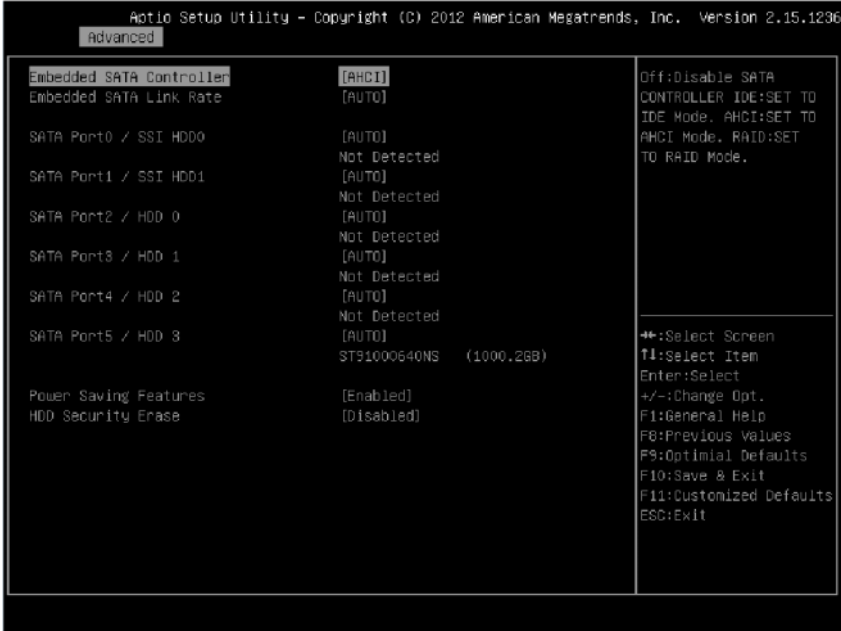 Aptio Setup Utility - Copyright (C) 2012 American Megatrends, Inc. Version 2.15.1236
Advanced
Embedded SATA Controller [AHCI]
Embedded SATA Link Rate [AUTO]
SATA Port0 / SSI HDD0 [AUTO]
Not Detected
SATA Port1 / SSI HDD1 [AUTO]
Not Detected
SATA Port2 / HDD 0 [AUTO]
Not Detected
SATA Port3 / HDD 1 [AUTO]
Not Detected
SATA Port4 / HDD 2 [AUTO]
Not Detected
SATA Port5 / HDD 3 [AUTO]
ST91000640NS (1000.2GB)
Power Saving Features [Enabled]
HDD Security Erase [Disabled]
Off:Disable SATA
CONTROLLER IDE:SET TO
IDE Mode. AHCI:SET TO
AHCI Mode. RAID:SET
TO RAID Mode.
→←:Select Screen
↑↓:Select Item
Enter:Select
+/-:Change Opt.
F1:General Help
F8:Previous Values
F9:Optimial Defaults
F10:Save & Exit
F11:Customized Defaults
ESC:Exit